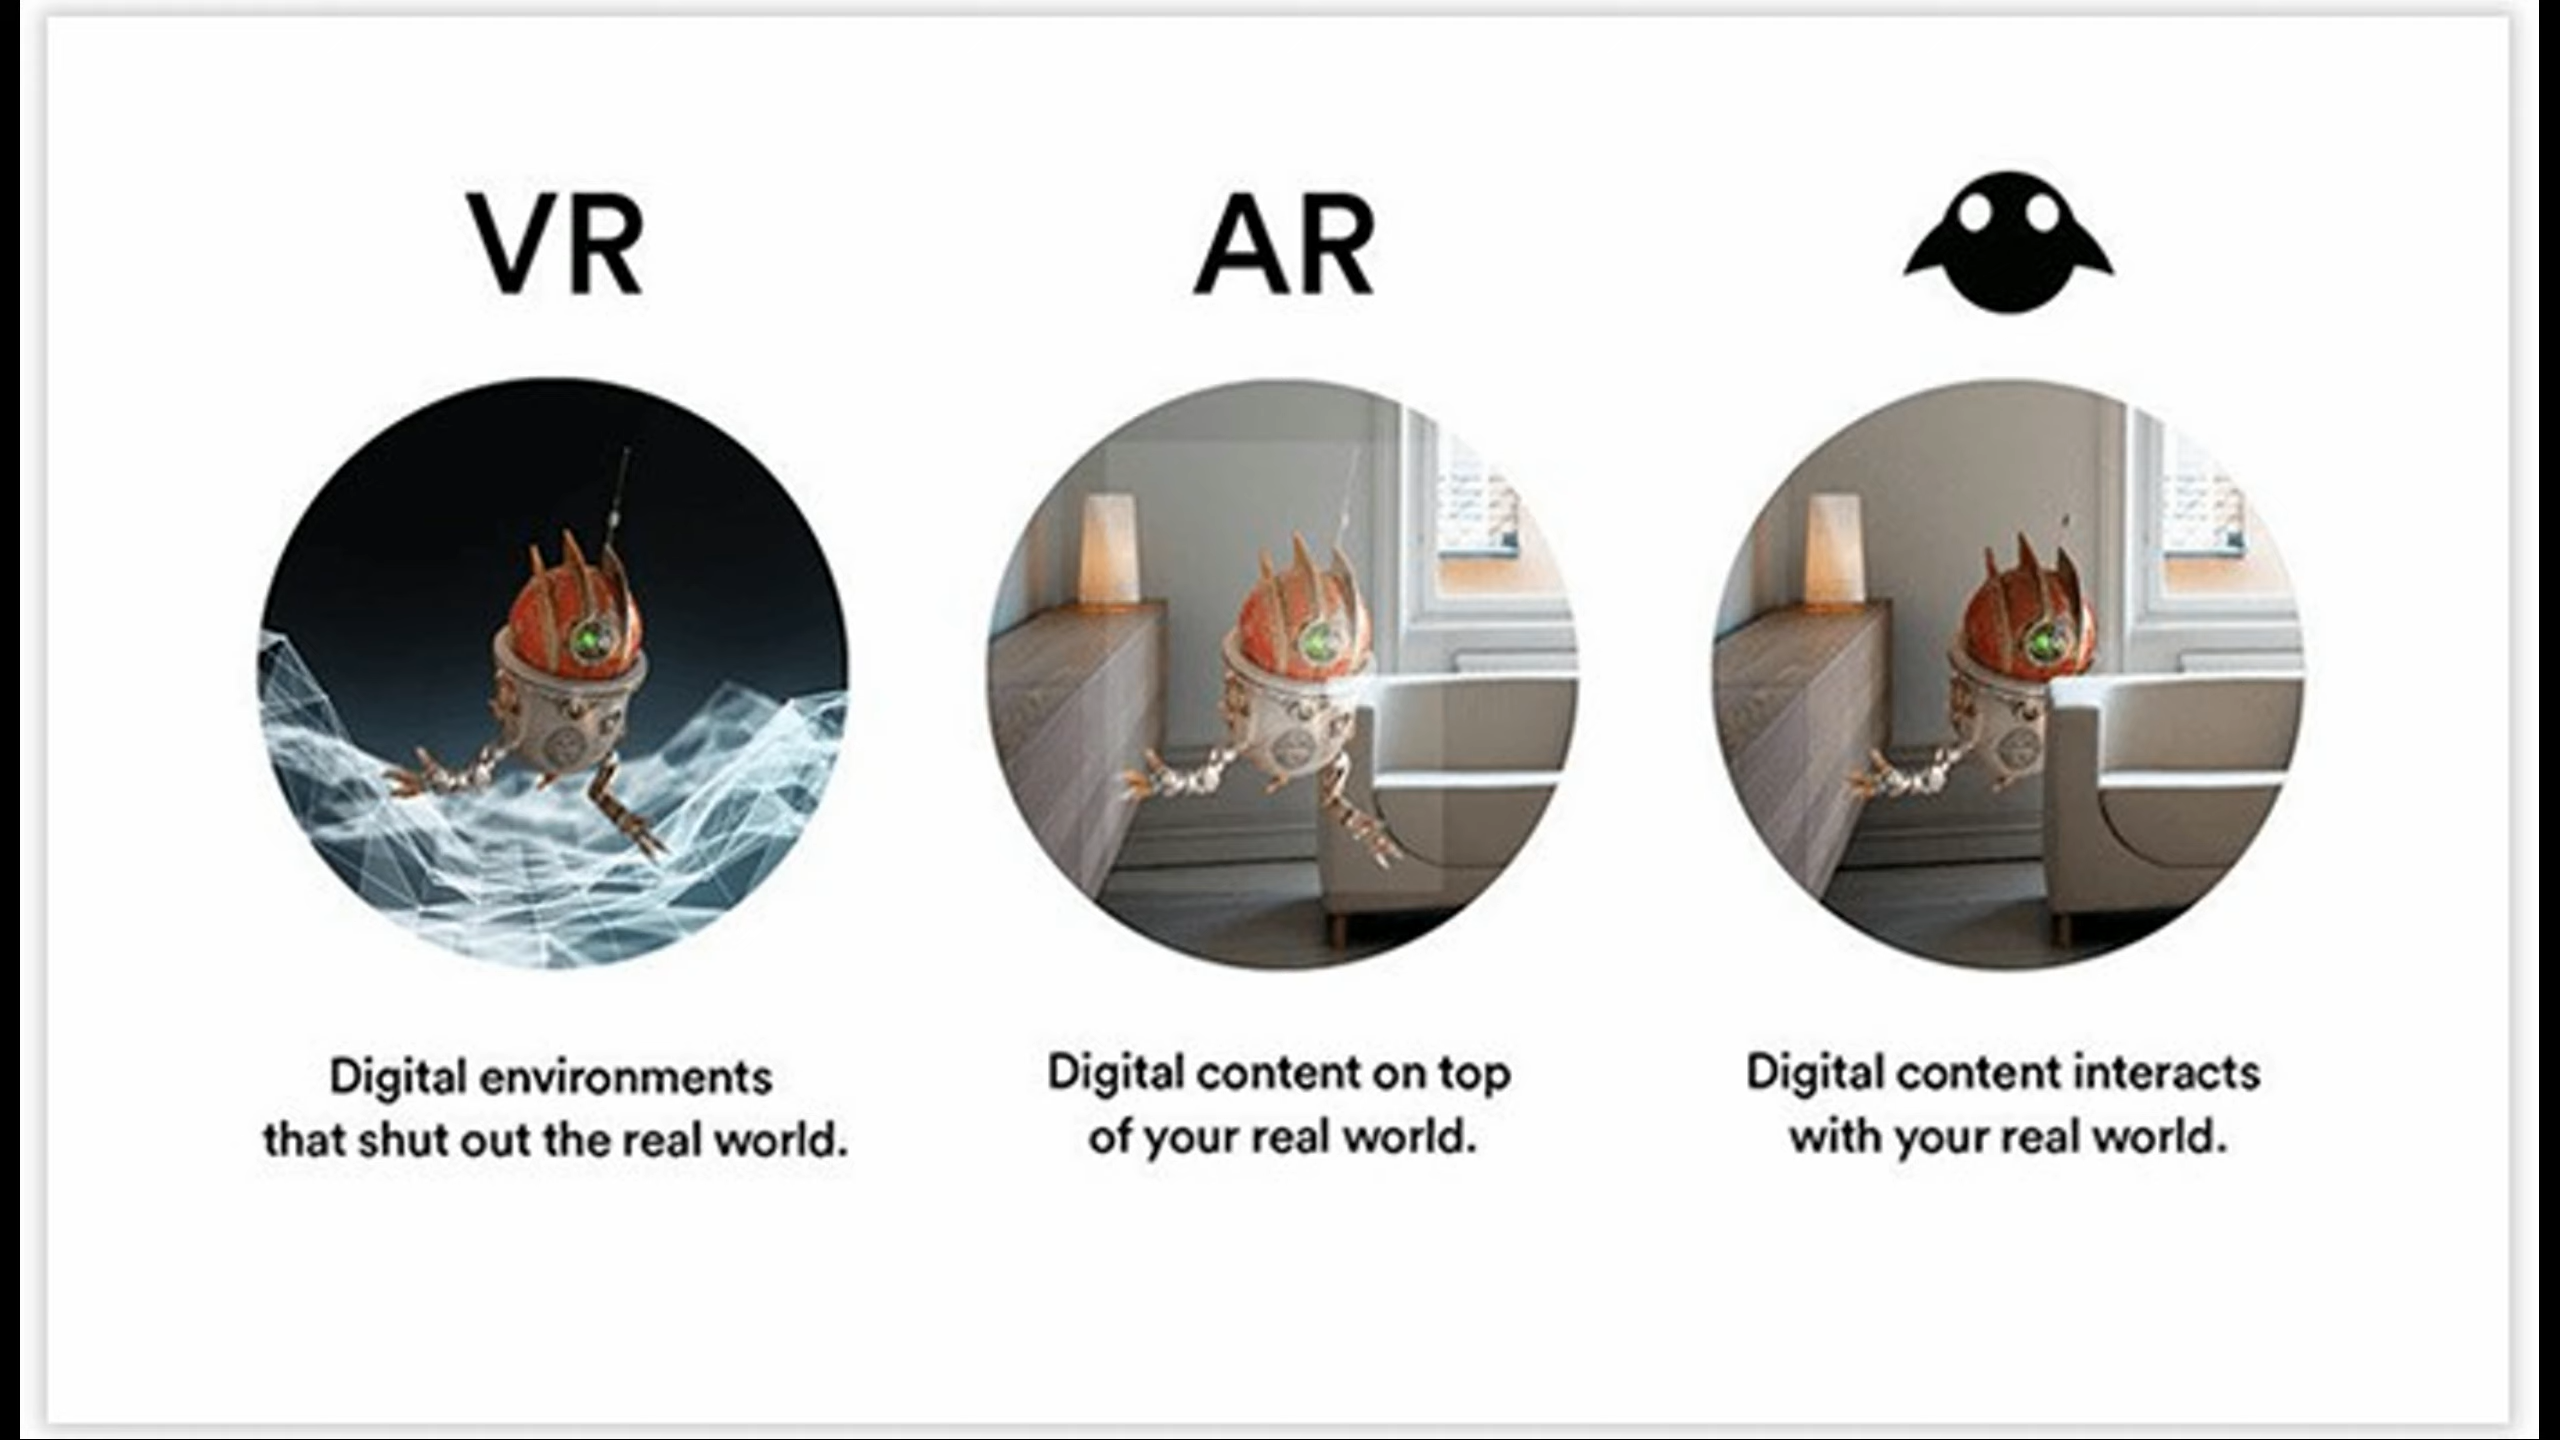 VR
AR
Digital environments
that shut out the real world.
Digital content on top
of your real world.
Digital content interacts
with your real world.